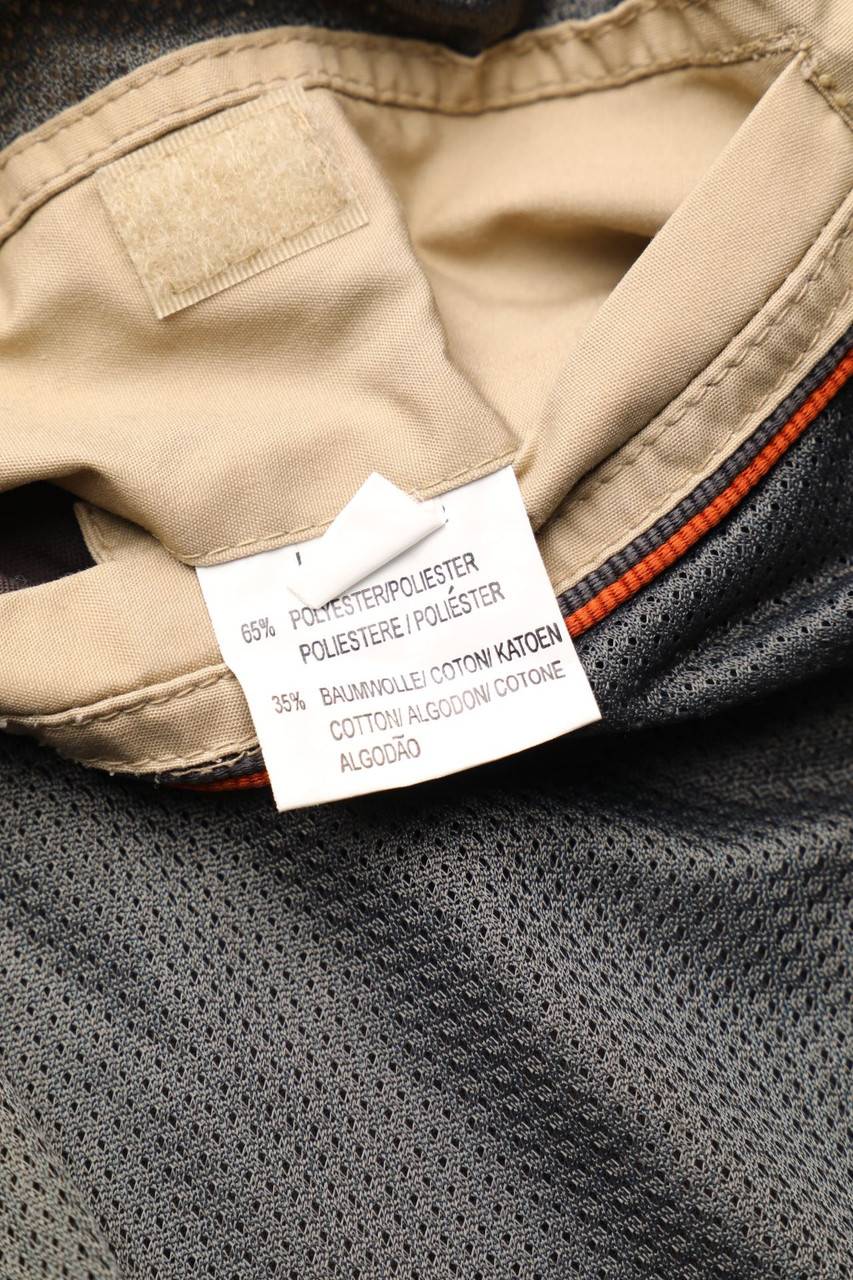 65% POLYESTER/POLIESTER
POLIESTERE / POLIÉSTER
35% BAUMWOLLE/ COTON/ KATOEN
COTTON/ ALGODON/ COTONE
ALGODÃO